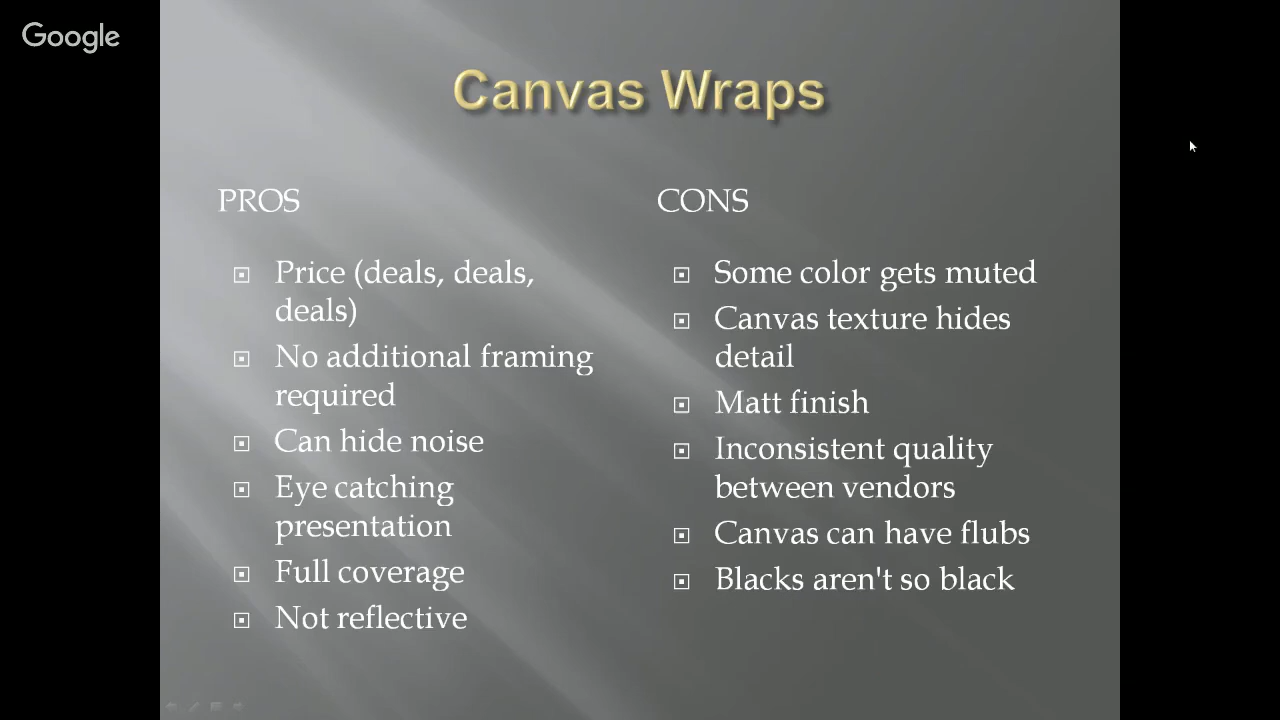 Google
Canvas Wraps
PROS
Price (deals, deals,
deals)
No additional framing
required
Can hide noise
Eye catching
presentation
Full coverage
Not reflective
CONS
Some color gets muted
Canvas texture hides
detail
Matt finish
Inconsistent quality
between vendors
Canvas can have flubs
Blacks aren't so black